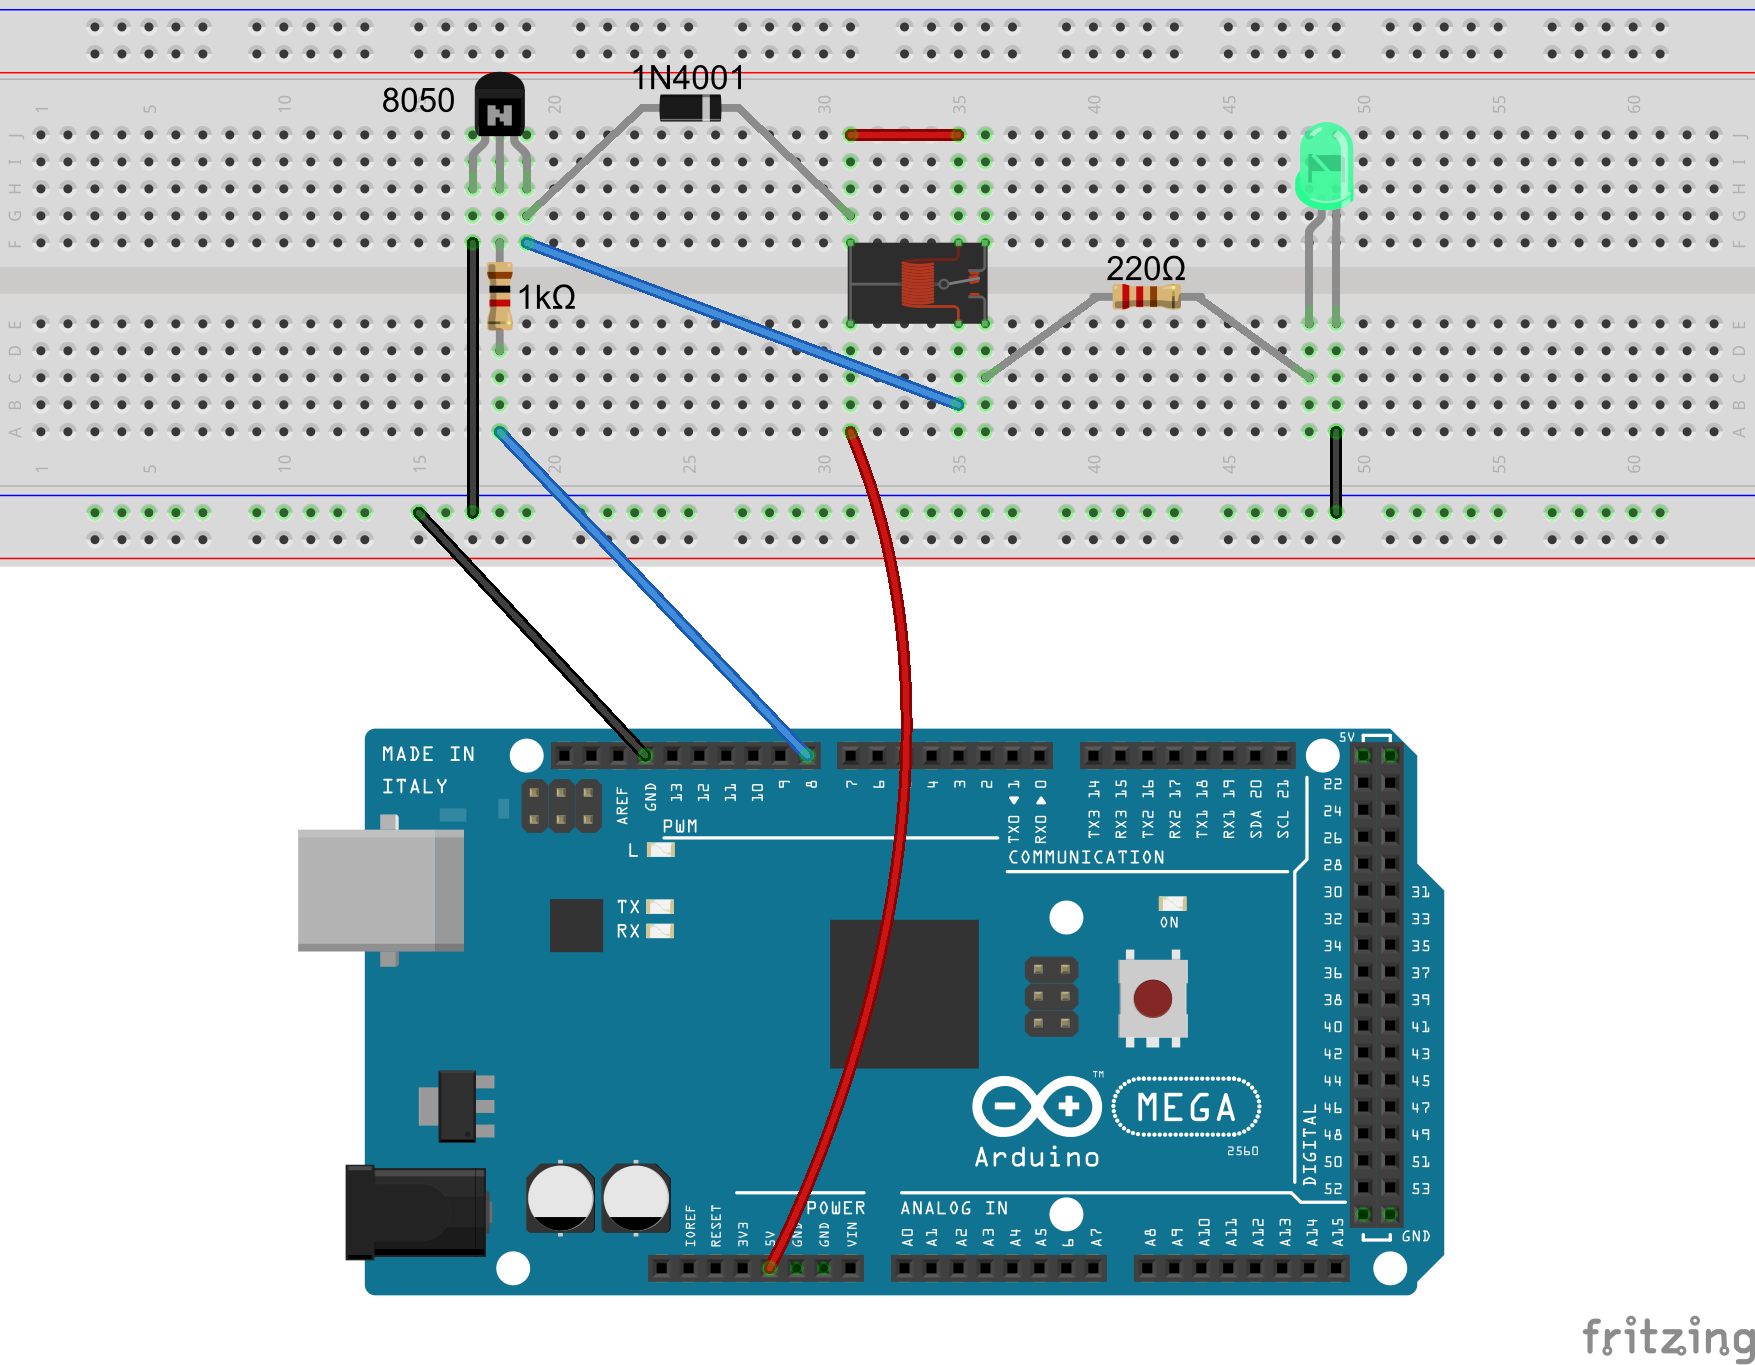 1N4001
8050
1 5 10 20 25 30 35 40 45 50 55 60
J J
I I
H H
G G
F F
220Ω
1kΩ
E E
D D
C C
B B
A A
1 5 10 15 20 25 30 35 40 45 50 55 60
MADE IN
ITALY
5V
AREF GND 13 12 11 10 9 8 7 6 4 3 2 TX0 1 RX0 0 TX3 14 RX3 15 TX2 16 RX2 17 TX1 18 RX1 19 SDA 20 SCL 21
PWM
COMMUNICATION
L
TX
RX
ON
22
24
26
28
30 31
32 33
34 35
36 37
38 39
40 41
42 43
44 45
46 47
48 49
50 51
52 53
DIGITAL
GND
TM
MEGA
2560
Arduino
POWER
ANALOG IN
IOREF RESET 3V3 5V GND GND VIN A0 A1 A2 A3 A4 A5 6 A7 A8 A9 A10 A11 A12 A13 A14 A15
fritzing